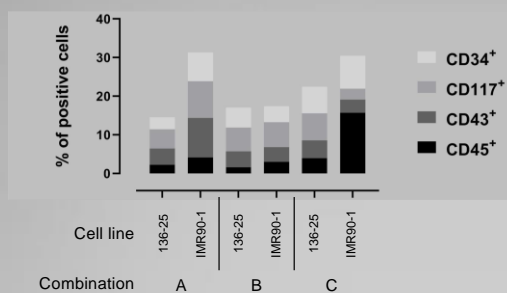 % of positive cells
40
30
20
10
0
CD34⁺
CD117⁺
CD43⁺
CD45⁺
Cell line 136-25 IMR90-1 136-25 IMR90-1 136-25 IMR90-1
Combination A B C